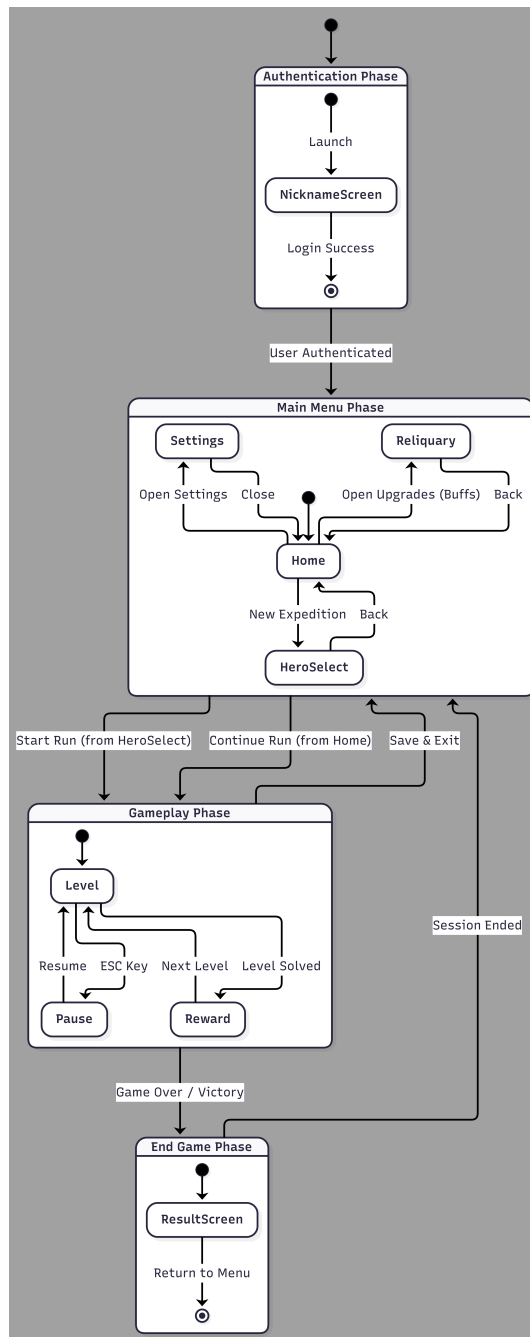 Authentication Phase
Launch
NicknameScreen
Login Success
User Authenticated
Main Menu Phase
Settings
Reliquary
Open Settings
Close
Open Upgrades (Buffs)
Back
Home
New Expedition
Back
HeroSelect
Start Run (from HeroSelect)
Continue Run (from Home)
Save & Exit
Gameplay Phase
Level
Session Ended
Resume
ESC Key
Next Level
Level Solved
Pause
Reward
Game Over / Victory
End Game Phase
ResultScreen
Return to Menu